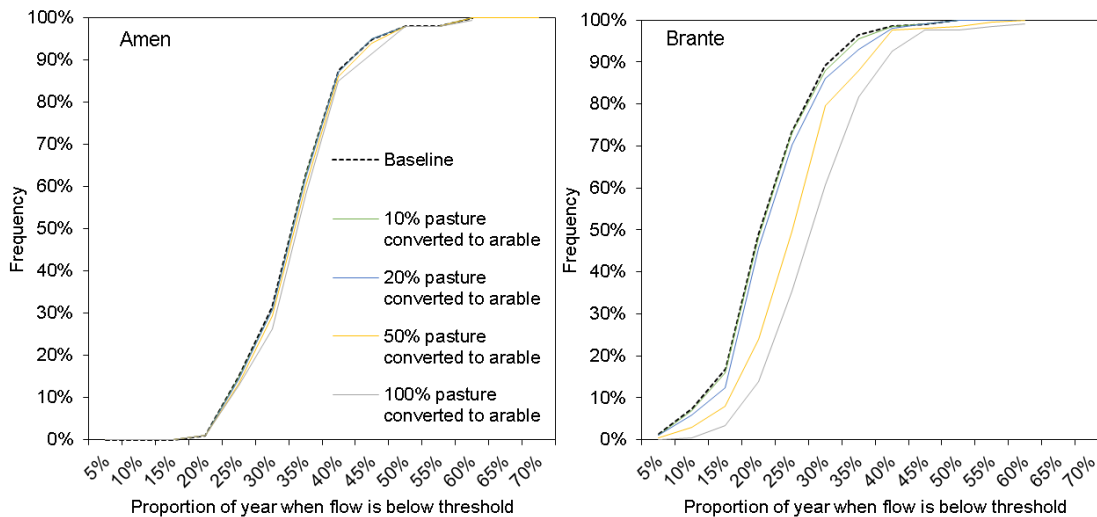 Amen
100%
90%
80%
70%
60%
50%
40%
30%
20%
10%
0%
Frequency
Baseline
10% pasture
converted to arable
20% pasture
converted to arable
50% pasture
converted to arable
100% pasture
converted to arable
5% 10% 15% 20% 25% 30% 35% 40% 45% 50% 55% 60% 65% 70%
Proportion of year when flow is below threshold
Brante
100%
90%
80%
70%
60%
50%
40%
30%
20%
10%
0%
Frequency
5% 10% 15% 20% 25% 30% 35% 40% 45% 50% 55% 60% 65% 70%
Proportion of year when flow is below threshold